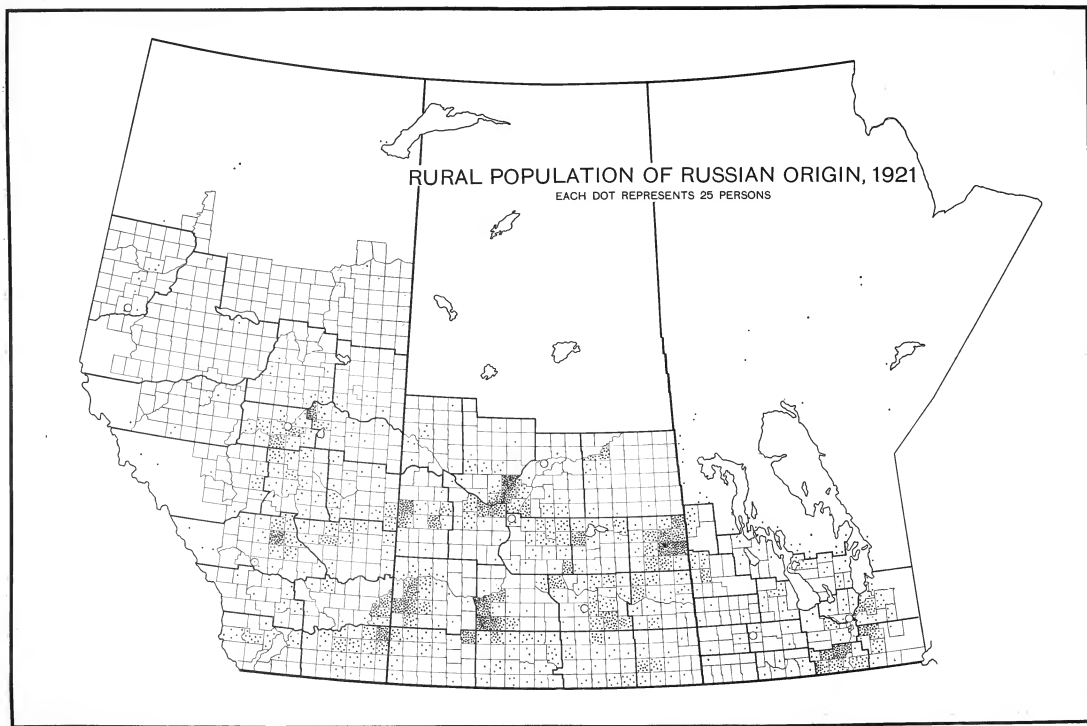 RURAL POPULATION OF RUSSIAN ORIGIN, 1921
EACH DOT REPRESENTS 25 PERSONS